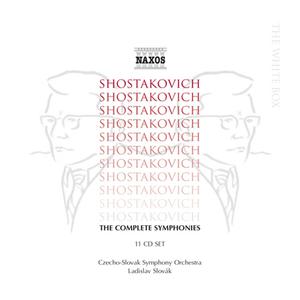 NAXOS
THE WHITE BOX
SHOSTAKOVICH
SHOSTAKOVICH
SHOSTAKOVICH
SHOSTAKOVICH
SHOSTAKOVICH
SHOSTAKOVICH
SHOSTAKOVICH
SHOSTAKOVICH
SHOSTAKOVICH
SHOSTAKOVICH
SHOSTAKOVICH
THE COMPLETE SYMPHONIES
11 CD SET
Czecho-Slovak Symphony Orchestra
Ladislav Slovák